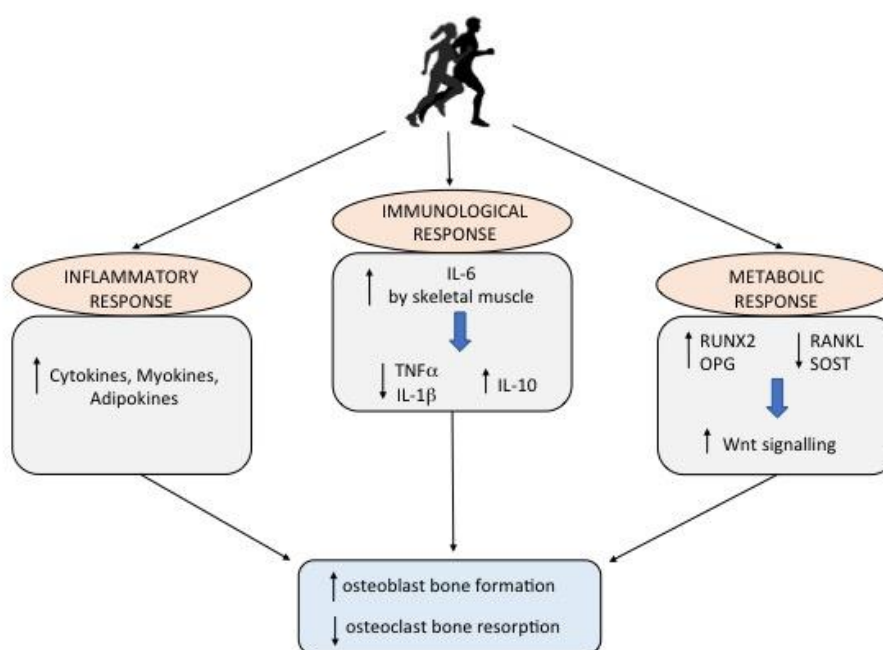 IMMUNOLOGICAL
RESPONSE
↑ IL-6
by skeletal muscle
↓ TNFα
IL-1β
↑ IL-10
INFLAMMATORY
RESPONSE
↑ Cytokines, Myokines,
Adipokines
METABOLIC
RESPONSE
↑ RUNX2
OPG
↓ RANKL
SOST
↑ Wnt signalling
↑ osteoblast bone formation
↓ osteoclast bone resorption